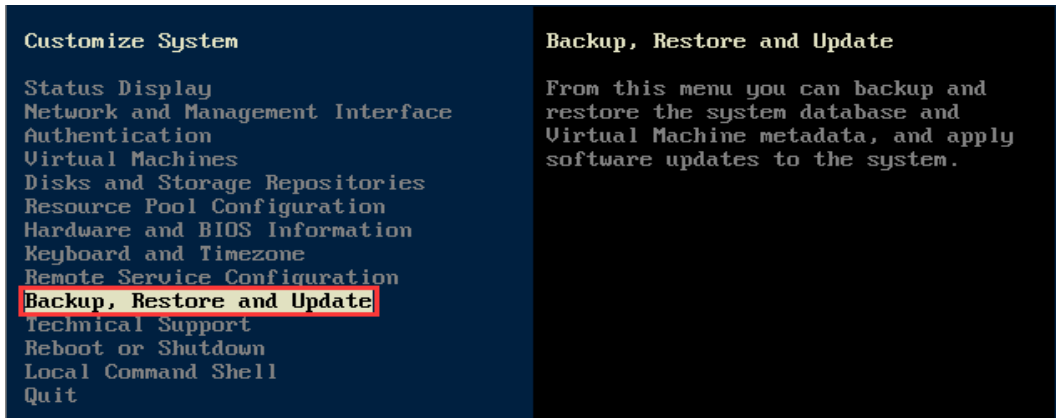 Customize System
Status Display
Network and Management Interface
Authentication
Virtual Machines
Disks and Storage Repositories
Resource Pool Configuration
Hardware and BIOS Information
Keyboard and Timezone
Remote Service Configuration
Backup, Restore and Update
Technical Support
Reboot or Shutdown
Local Command Shell
Quit
Backup, Restore and Update
From this menu you can backup and
restore the system database and
Virtual Machine metadata, and apply
software updates to the system.